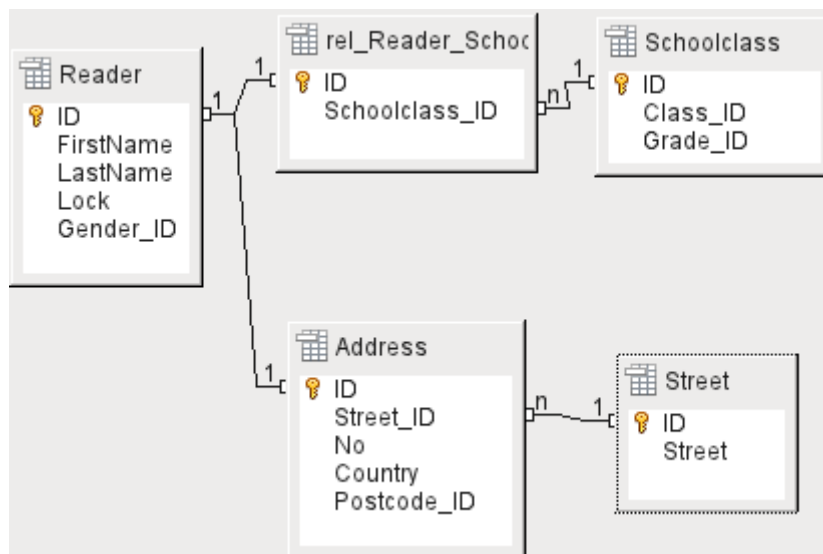 Reader
ID
FirstName
LastName
Lock
Gender_ID
1
1
rel_Reader_Schoo
ID
Schoolclass_ID
n
1
Schoolclass
ID
Class_ID
Grade_ID
1
Address
ID
Street_ID
No
Country
Postcode_ID
n
1
Street
ID
Street